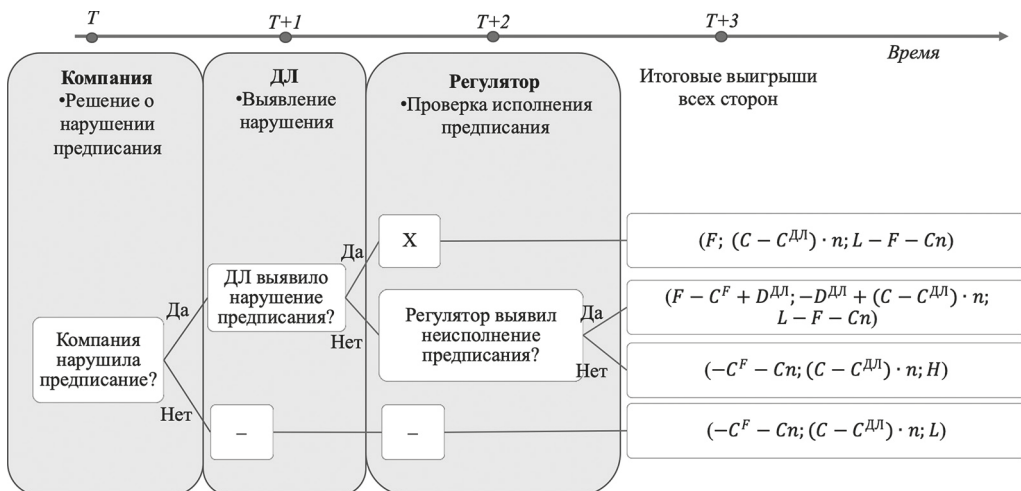 T
T+1
T+2
T+3
Время
Компания
•Решение о
нарушении
предписания
ДЛ
•Выявление
нарушения
Регулятор
•Проверка исполнения
предписания
Итоговые выигрыши
всех сторон
Компания
нарушила
предписание?
Да
Нет
ДЛ выявило
нарушение
предписания?
Да
Нет
–
X
Регулятор выявил
неисполнение
предписания?
Да
Нет
–
(F; (C − C^ДЛ) · n; L − F − Cn)
(F − C^F + D^ДЛ; −D^ДЛ + (C − C^ДЛ) · n;
L − F − Cn)
(−C^F − Cn; (C − C^ДЛ) · n; H)
(−C^F − Cn; (C − C^ДЛ) · n; L)